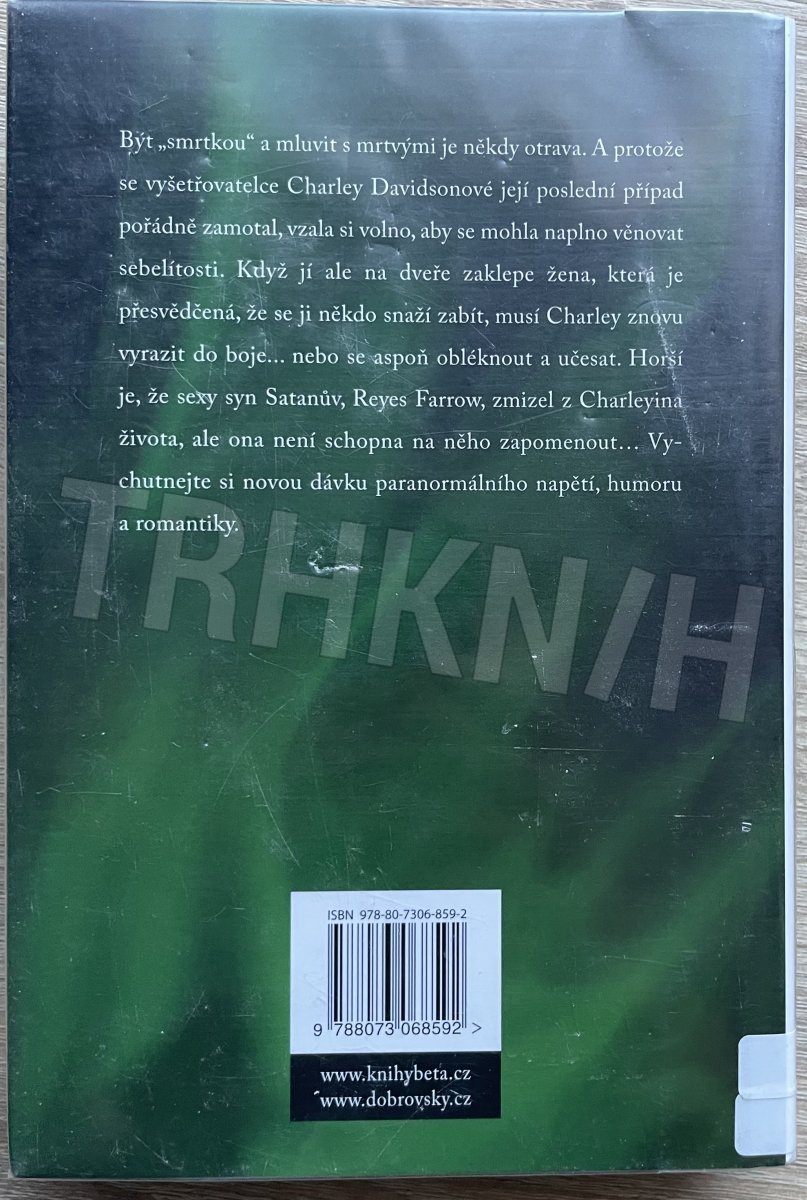 Být „smrtkou“ a mluvit s mrtvými je někdy otrava. A protože
se vyšetřovatelce Charley Davidsonové její poslední případ
pořádně zamotal, vzala si volno, aby se mohla naplno věnovat
sebelítosti. Když jí ale na dveře zaklepe žena, která je
přesvědčená, že se ji někdo snaží zabít, musí Charley znovu
vyrazit do boje... nebo se aspoň obléknout a učesat. Horší
je, že sexy syn Satanův, Reyes Farrow, zmizel z Charleyina
života, ale ona není schopna na něho zapomenout… Vy-
chutnejte si novou dávku paranormálního napětí, humoru
a romantiky.
TRHKNIH
ISBN 978-80-7306-859-2
9 788073 068592 >
www.knihybeta.cz
www.dobrovsky.cz